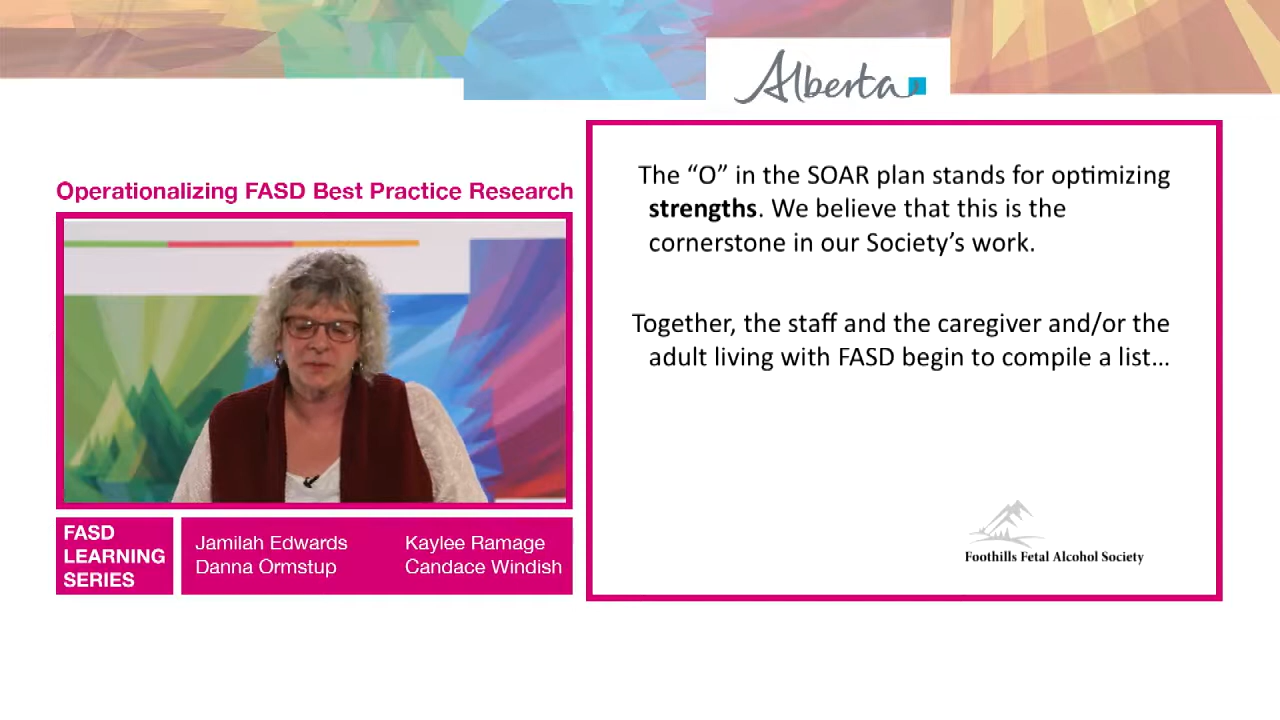 Alberta
Operationalizing FASD Best Practice Research
FASD
LEARNING
SERIES
Jamilah Edwards
Danna Ormstup
Kaylee Ramage
Candace Windish
The “O” in the SOAR plan stands for optimizing
strengths. We believe that this is the
cornerstone in our Society’s work.
Together, the staff and the caregiver and/or the
adult living with FASD begin to compile a list…
Foothills Fetal Alcohol Society